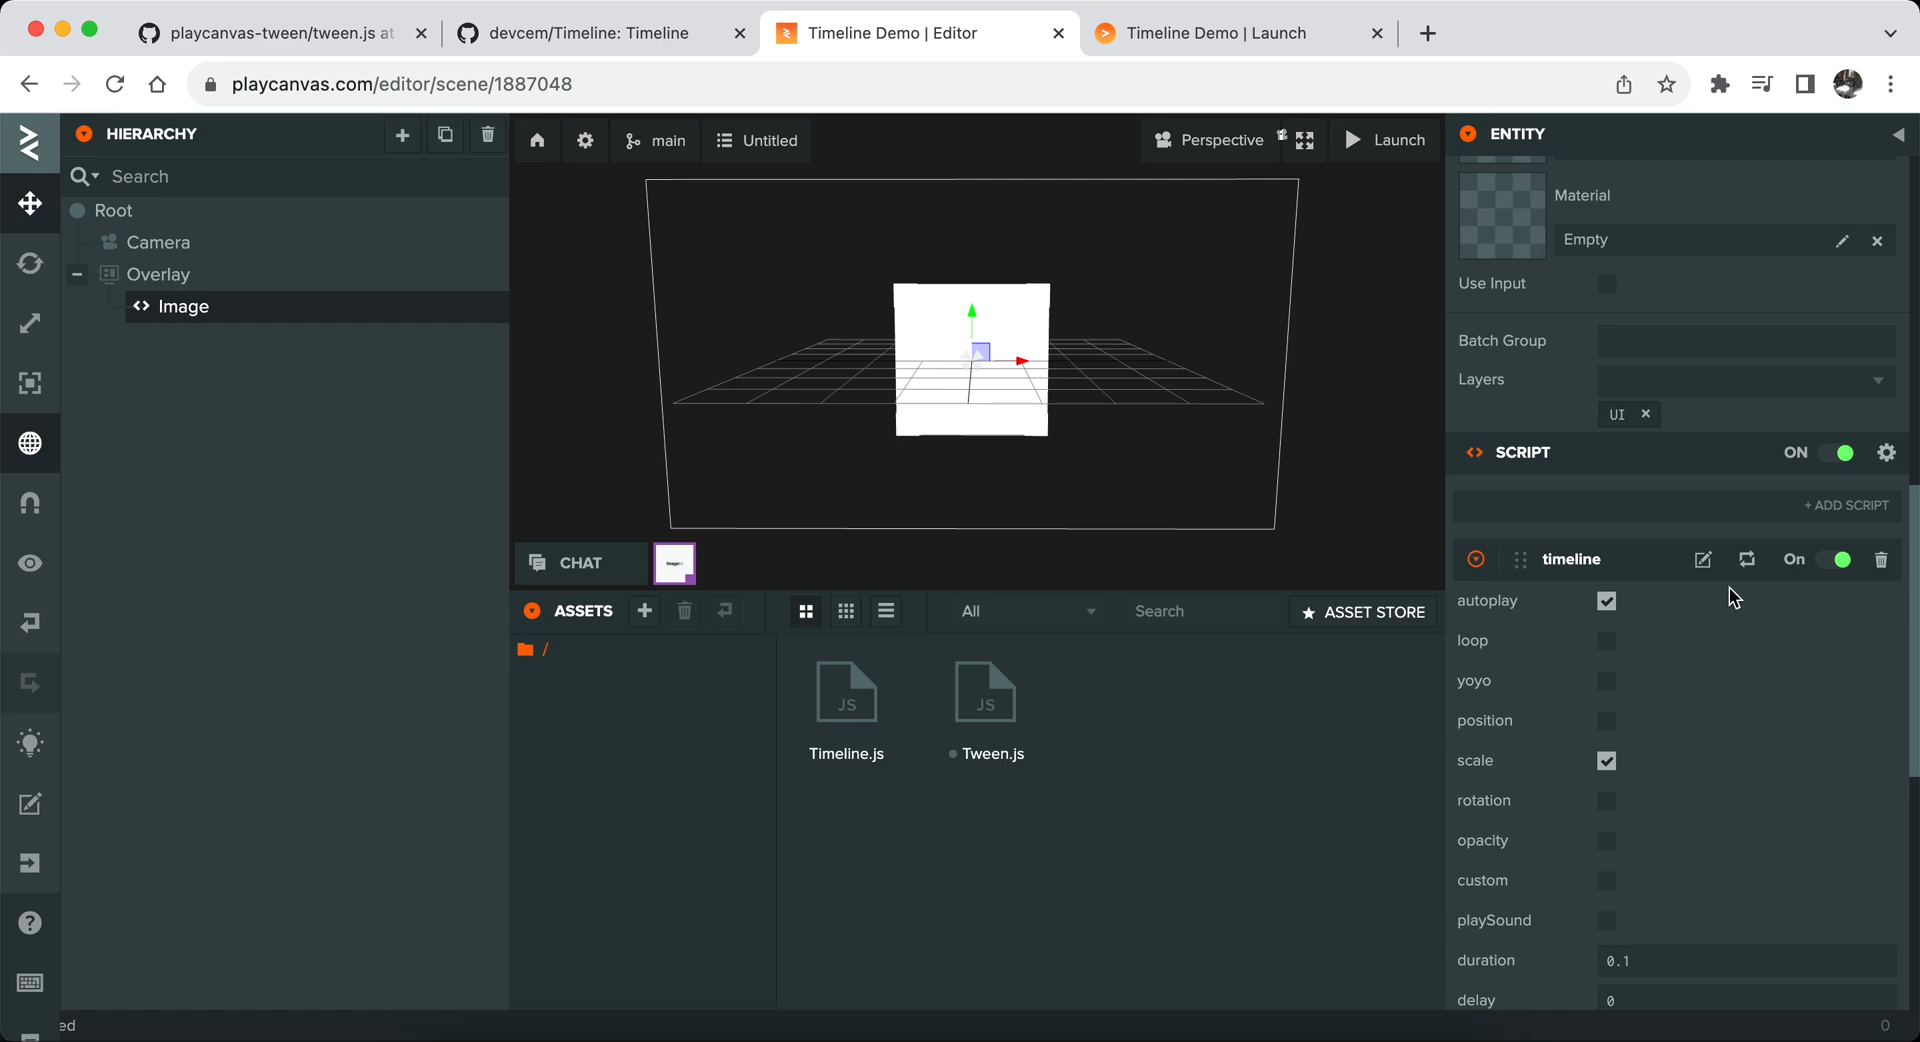 playcanvas-tween/tween.js at
devcem/Timeline: Timeline
Timeline Demo | Editor
Timeline Demo | Launch
playcanvas.com/editor/scene/1887048
HIERARCHY
Search
Root
Camera
Overlay
Image
main
Untitled
Perspective
Launch
CHAT
ASSETS
All
Search
ASSET STORE
/
JS
Timeline.js
JS
Tween.js
ENTITY
Material
Empty
Use Input
Batch Group
Layers
UI
SCRIPT
ON
+ ADD SCRIPT
timeline
On
autoplay
loop
yoyo
position
scale
rotation
opacity
custom
playSound
duration
0.1
delay
0
ed
0